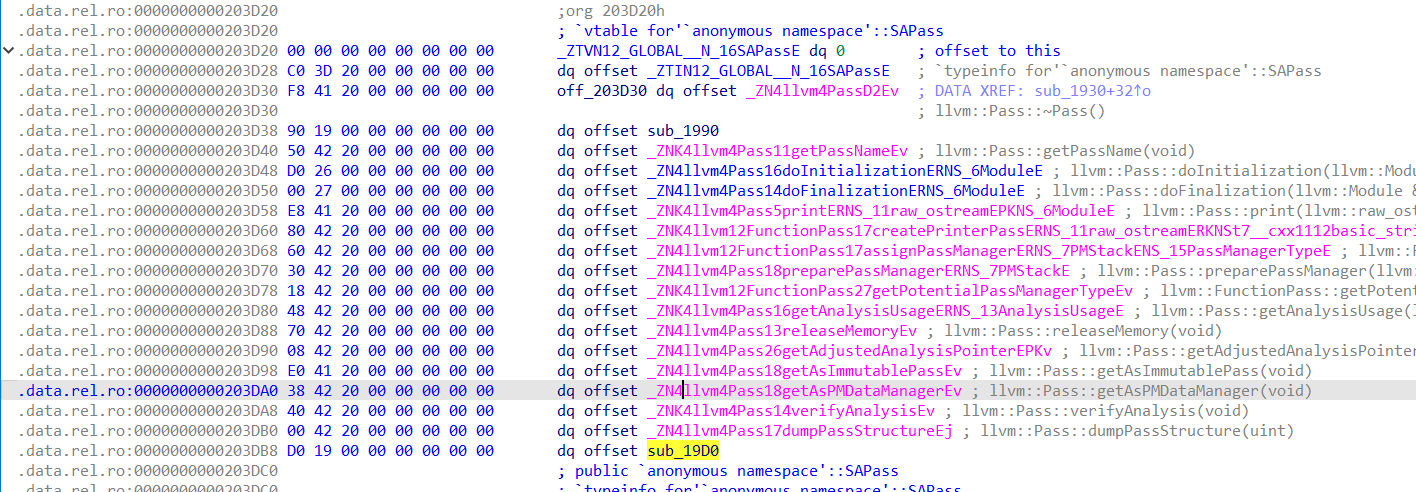 .data.rel.ro:0000000000203D20 ;org 203D20h
.data.rel.ro:0000000000203D20 ; `vtable for'`anonymous namespace'::SAPass
.data.rel.ro:0000000000203D20 00 00 00 00 00 00 00 00 _ZTVN12_GLOBAL__N_16SAPassE dq 0 ; offset to this
.data.rel.ro:0000000000203D28 C0 3D 20 00 00 00 00 00 dq offset _ZTIN12_GLOBAL__N_16SAPassE ; `typeinfo for'`anonymous namespace'::SAPass
.data.rel.ro:0000000000203D30 F8 41 20 00 00 00 00 00 off_203D30 dq offset _ZN4llvm4PassD2Ev ; DATA XREF: sub_1930+32↑o
.data.rel.ro:0000000000203D30 ; llvm::Pass::~Pass()
.data.rel.ro:0000000000203D38 90 19 00 00 00 00 00 00 dq offset sub_1990
.data.rel.ro:0000000000203D40 50 42 20 00 00 00 00 00 dq offset _ZNK4llvm4Pass11getPassNameEv ; llvm::Pass::getPassName(void)
.data.rel.ro:0000000000203D48 D0 26 00 00 00 00 00 00 dq offset _ZN4llvm4Pass16doInitializationERNS_6ModuleE ; llvm::Pass::doInitialization(llvm::Modu
.data.rel.ro:0000000000203D50 00 27 00 00 00 00 00 00 dq offset _ZN4llvm4Pass14doFinalizationERNS_6ModuleE ; llvm::Pass::doFinalization(llvm::Module &
.data.rel.ro:0000000000203D58 E8 41 20 00 00 00 00 00 dq offset _ZNK4llvm4Pass5printERNS_11raw_ostreamEPKNS_6ModuleE ; llvm::Pass::print(llvm::raw_ost
.data.rel.ro:0000000000203D60 80 42 20 00 00 00 00 00 dq offset _ZNK4llvm12FunctionPass17createPrinterPassERNS_11raw_ostreamERKNSt7__cxx1112basic_stri
.data.rel.ro:0000000000203D68 60 42 20 00 00 00 00 00 dq offset _ZN4llvm12FunctionPass17assignPassManagerERNS_7PMStackENS_15PassManagerTypeE ; llvm::F
.data.rel.ro:0000000000203D70 30 42 20 00 00 00 00 00 dq offset _ZN4llvm4Pass18preparePassManagerERNS_7PMStackE ; llvm::Pass::preparePassManager(llvm:
.data.rel.ro:0000000000203D78 18 42 20 00 00 00 00 00 dq offset _ZNK4llvm12FunctionPass27getPotentialPassManagerTypeEv ; llvm::FunctionPass::getPotent
.data.rel.ro:0000000000203D80 48 42 20 00 00 00 00 00 dq offset _ZNK4llvm4Pass16getAnalysisUsageERNS_13AnalysisUsageE ; llvm::Pass::getAnalysisUsage(l
.data.rel.ro:0000000000203D88 70 42 20 00 00 00 00 00 dq offset _ZN4llvm4Pass13releaseMemoryEv ; llvm::Pass::releaseMemory(void)
.data.rel.ro:0000000000203D90 08 42 20 00 00 00 00 00 dq offset _ZN4llvm4Pass26getAdjustedAnalysisPointerEPKv ; llvm::Pass::getAdjustedAnalysisPointer
.data.rel.ro:0000000000203D98 E0 41 20 00 00 00 00 00 dq offset _ZN4llvm4Pass18getAsImmutablePassEv ; llvm::Pass::getAsImmutablePass(void)
.data.rel.ro:0000000000203DA0 38 42 20 00 00 00 00 00 dq offset _ZN4llvm4Pass18getAsPMDataManagerEv ; llvm::Pass::getAsPMDataManager(void)
.data.rel.ro:0000000000203DA8 40 42 20 00 00 00 00 00 dq offset _ZNK4llvm4Pass14verifyAnalysisEv ; llvm::Pass::verifyAnalysis(void)
.data.rel.ro:0000000000203DB0 00 42 20 00 00 00 00 00 dq offset _ZN4llvm4Pass17dumpPassStructureEj ; llvm::Pass::dumpPassStructure(uint)
.data.rel.ro:0000000000203DB8 D0 19 00 00 00 00 00 00 dq offset sub_19D0
.data.rel.ro:0000000000203DC0 ; public `anonymous namespace'::SAPass
.data.rel.ro:0000000000203DC0 ; `typeinfo for'`anonymous namespace'::SAPass